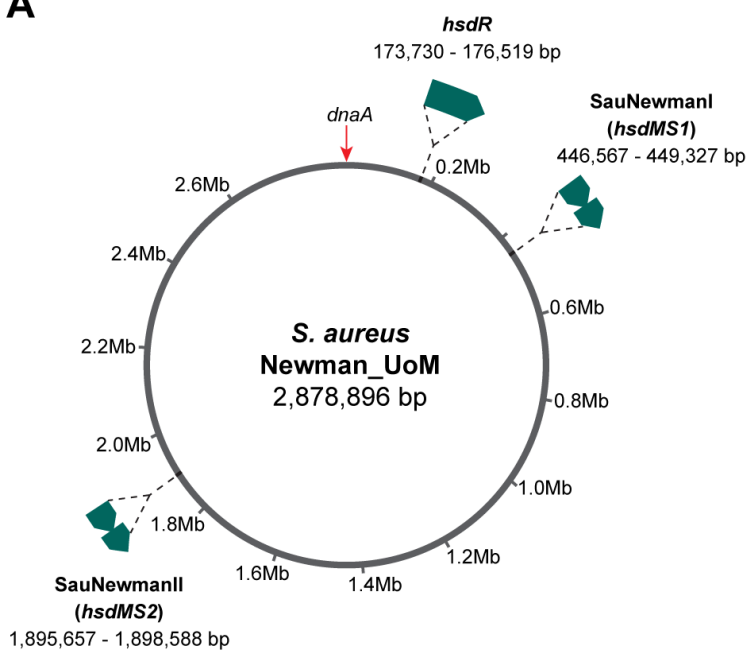 A
hsdR
173,730 - 176,519 bp
dnaA
SauNewmanI
(hsdMS1)
446,567 - 449,327 bp
0.2Mb
2.6Mb
2.4Mb
0.6Mb
2.2Mb
S. aureus
Newman_UoM
2,878,896 bp
0.8Mb
2.0Mb
1.0Mb
1.8Mb
1.2Mb
1.6Mb
1.4Mb
SauNewmanII
(hsdMS2)
1,895,657 - 1,898,588 bp